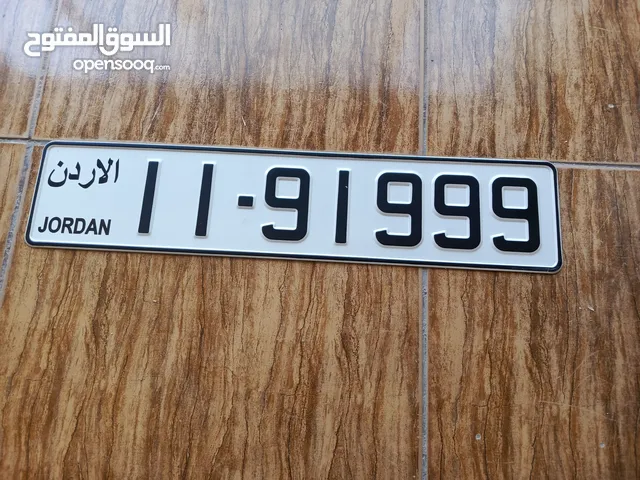 السوق المفتوح
opensooq.com
الاردن
JORDAN
11-91999